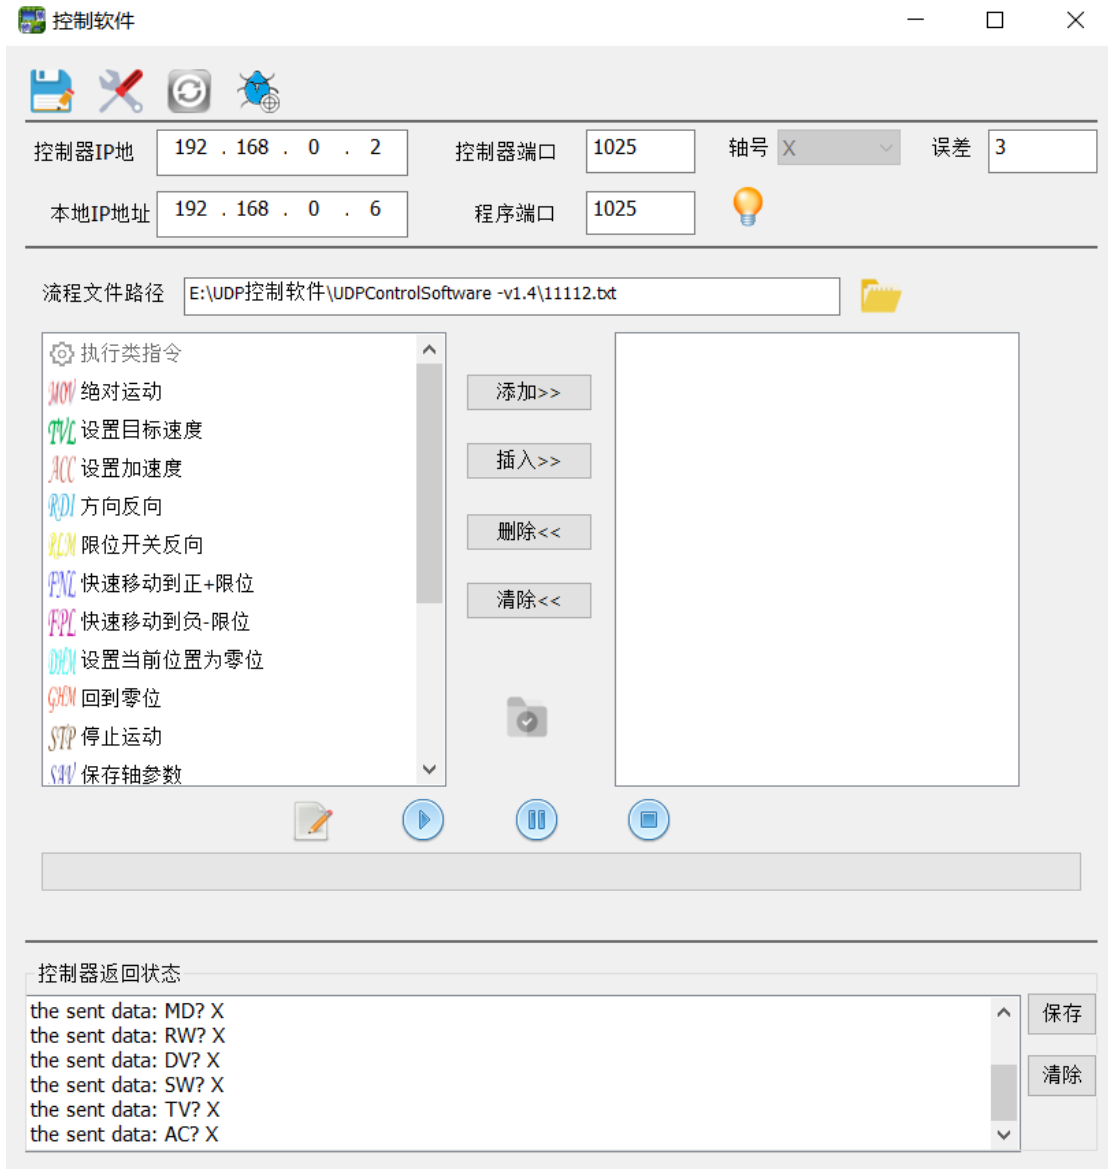 控制软件
控制器IP地 192 . 168 . 0 . 2 控制器端口 1025 轴号 X 误差 3
本地IP地址 192 . 168 . 0 . 6 程序端口 1025
流程文件路径 E:\UDP控制软件\UDPControlSoftware -v1.4\11112.txt
执行类指令
MOV 绝对运动
TVL 设置目标速度
ACC 设置加速度
RDI 方向反向
RLM 限位开关反向
FNL 快速移动到正+限位
FPL 快速移动到负-限位
DHM 设置当前位置为零位
GHM 回到零位
STP 停止运动
SAV 保存轴参数
添加>>
插入>>
删除<<
清除<<
控制器返回状态
the sent data: MD? X
the sent data: RW? X
the sent data: DV? X
the sent data: SW? X
the sent data: TV? X
the sent data: AC? X
保存
清除